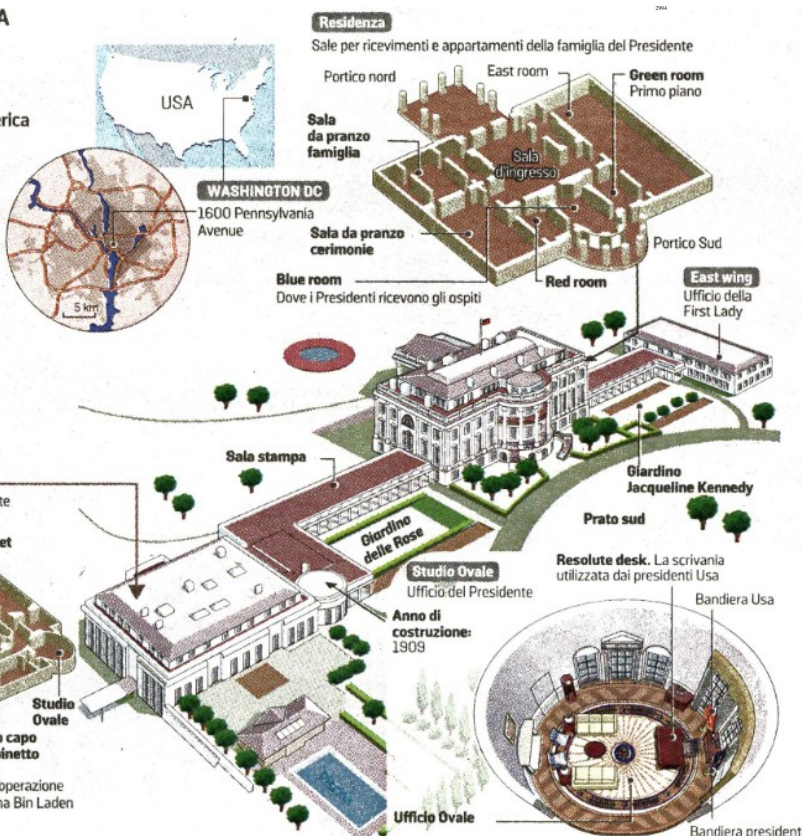 2994
A
Residenza
Sale per ricevimenti e appartamenti della famiglia del Presidente
Portico nord
East room
Green room
Primo piano
USA
erica
Sala
da pranzo
famiglia
Sala
d'ingresso
WASHINGTON DC
1600 Pennsylvania
Avenue
Sala da pranzo
cerimonie
Portico Sud
Blue room
Dove i Presidenti ricevono gli ospiti
Red room
East wing
Ufficio della
First Lady
5 km
Sala stampa
Giardino
Jacqueline Kennedy
te
Prato sud
et
Giardino
delle Rose
Studio Ovale
Ufficio del Presidente
Resolute desk. La scrivania
utilizzata dai presidenti Usa
Bandiera Usa
Anno di
costruzione:
1909
Studio
Ovale
o capo
binetto
operazione
ma Bin Laden
Ufficio Ovale
Bandiera president